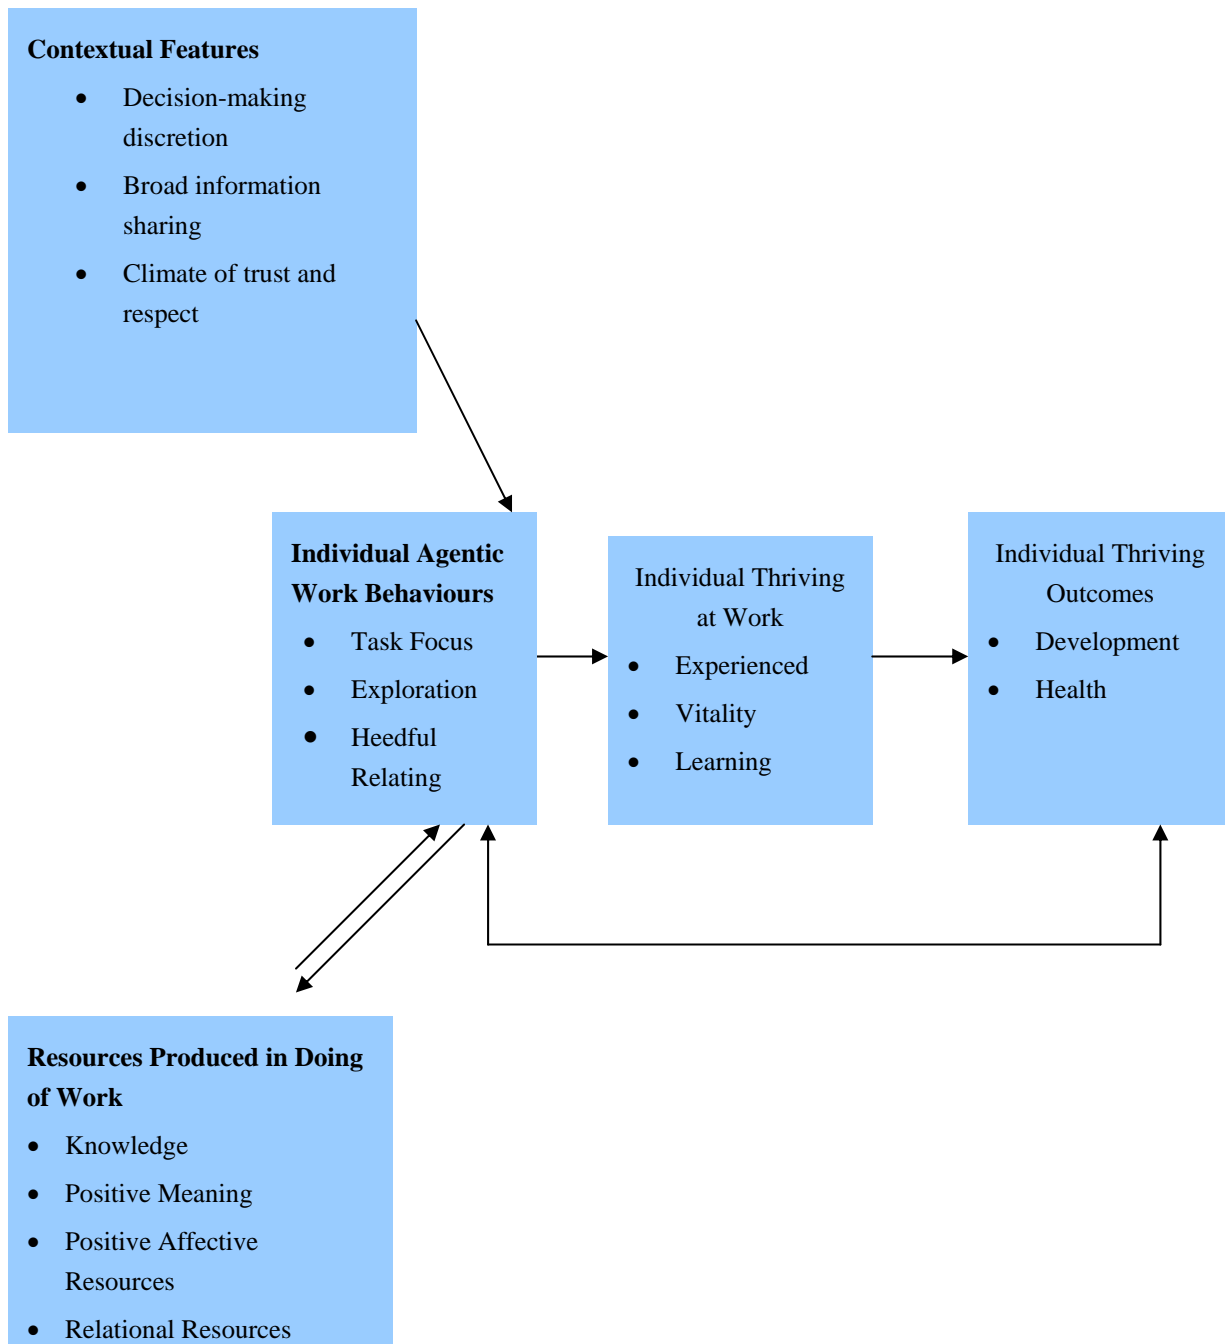 Contextual Features
• Decision-making
discretion
• Broad information
sharing
• Climate of trust and
respect
Individual Agentic
Work Behaviours
• Task Focus
• Exploration
• Heedful
Relating
Individual Thriving
at Work
• Experienced
• Vitality
• Learning
Individual Thriving
Outcomes
• Development
• Health
Resources Produced in Doing
of Work
• Knowledge
• Positive Meaning
• Positive Affective
Resources
• Relational Resources